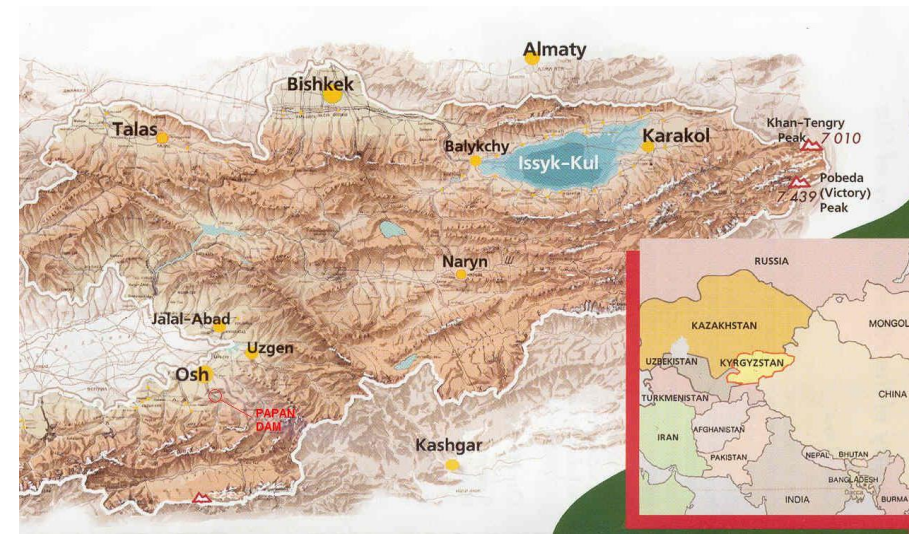 Almaty
Bishkek
Talas
Balykchy
Issyk-Kul
Karakol
Khan-Tengry
Peak
7 010
Pobeda
(Victory)
Peak
7 439
Naryn
Jalal-Abad
Uzgen
Osh
PAPAN
DAM
Kashgar
RUSSIA
KAZAKHSTAN
MONGOL
UZBEKISTAN
KYRGYZSTAN
TURKMENISTAN
CHINA
IRAN
AFGHANISTAN
PAKISTAN
NEPAL
BHUTAN
BANGLADESH
Dacca
INDIA
BURMA